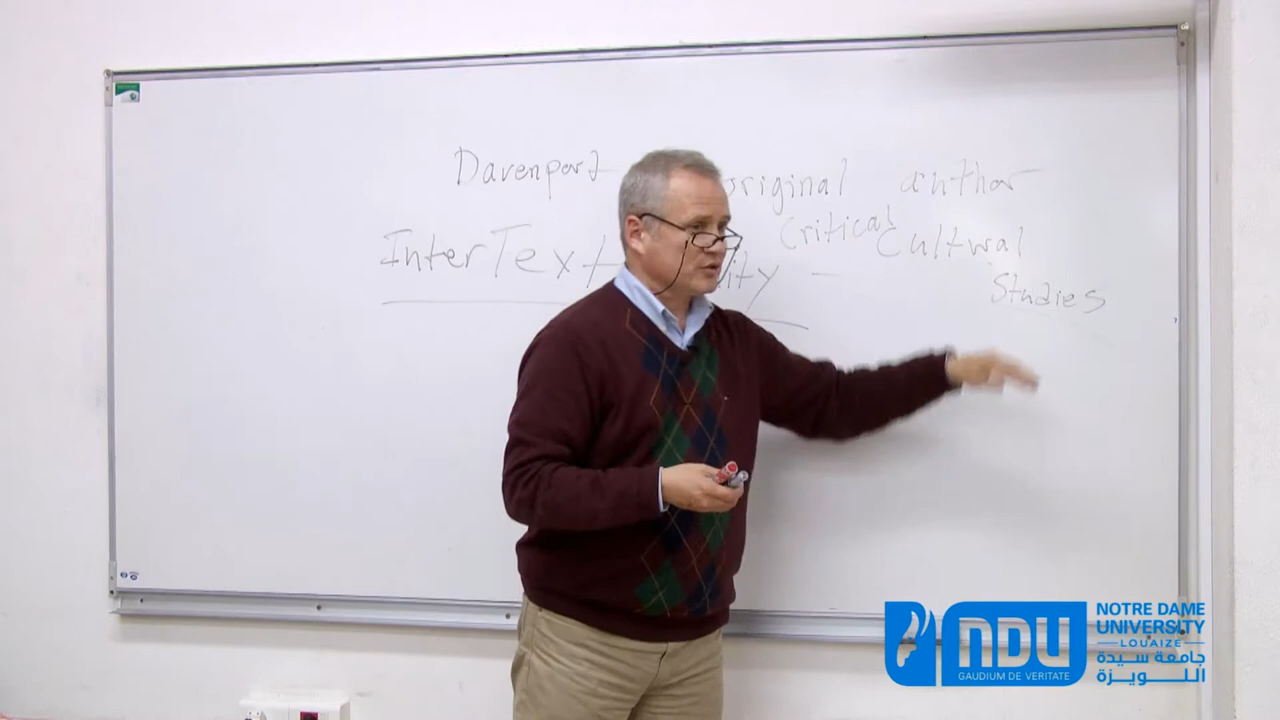 Davenport original author
Critical Cultural
InterText ity -
Studies
NDU
GAUDIUM DE VERITATE
NOTRE DAME
UNIVERSITY
LOUAIZE
جامعة سيدة
اللويزة